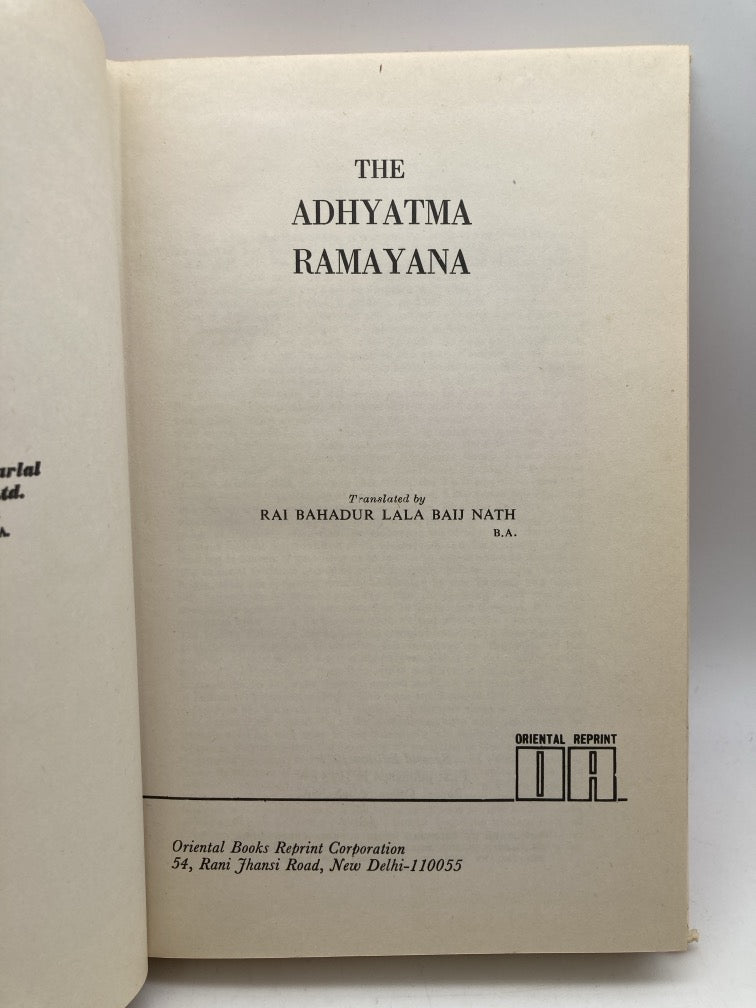 THE
ADHYATMA
RAMAYANA
Translated by
RAI BAHADUR LALA BAIJ NATH
B.A.
ORIENTAL REPRINT
Oriental Books Reprint Corporation
54, Rani Jhansi Road, New Delhi-110055